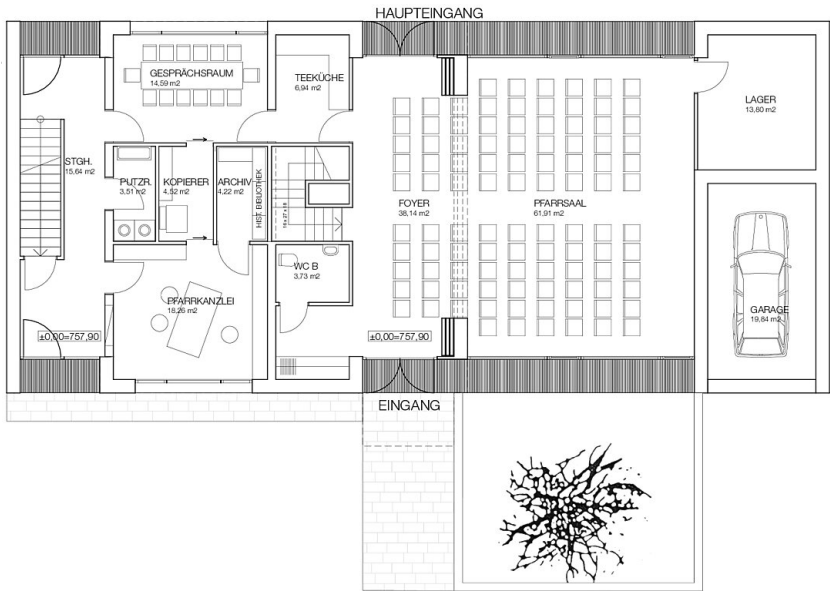 HAUPTEINGANG
GESPRÄCHSRAUM
14,59 m2
TEEKÜCHE
6,94 m2
LAGER
13,60 m2
STGH.
15,64 m2
PUTZR.
3,51 m2
KOPIERER
4,52 m2
ARCHIV
4,22 m2
HIST. BIBLIOTHEK
FOYER
38,14 m2
PFARRSAAL
61,91 m2
WC B
3,73 m2
PFARRKANZLEI
18,26 m2
GARAGE
19,84 m2
±0,00=757,90
±0,00=757,90
EINGANG